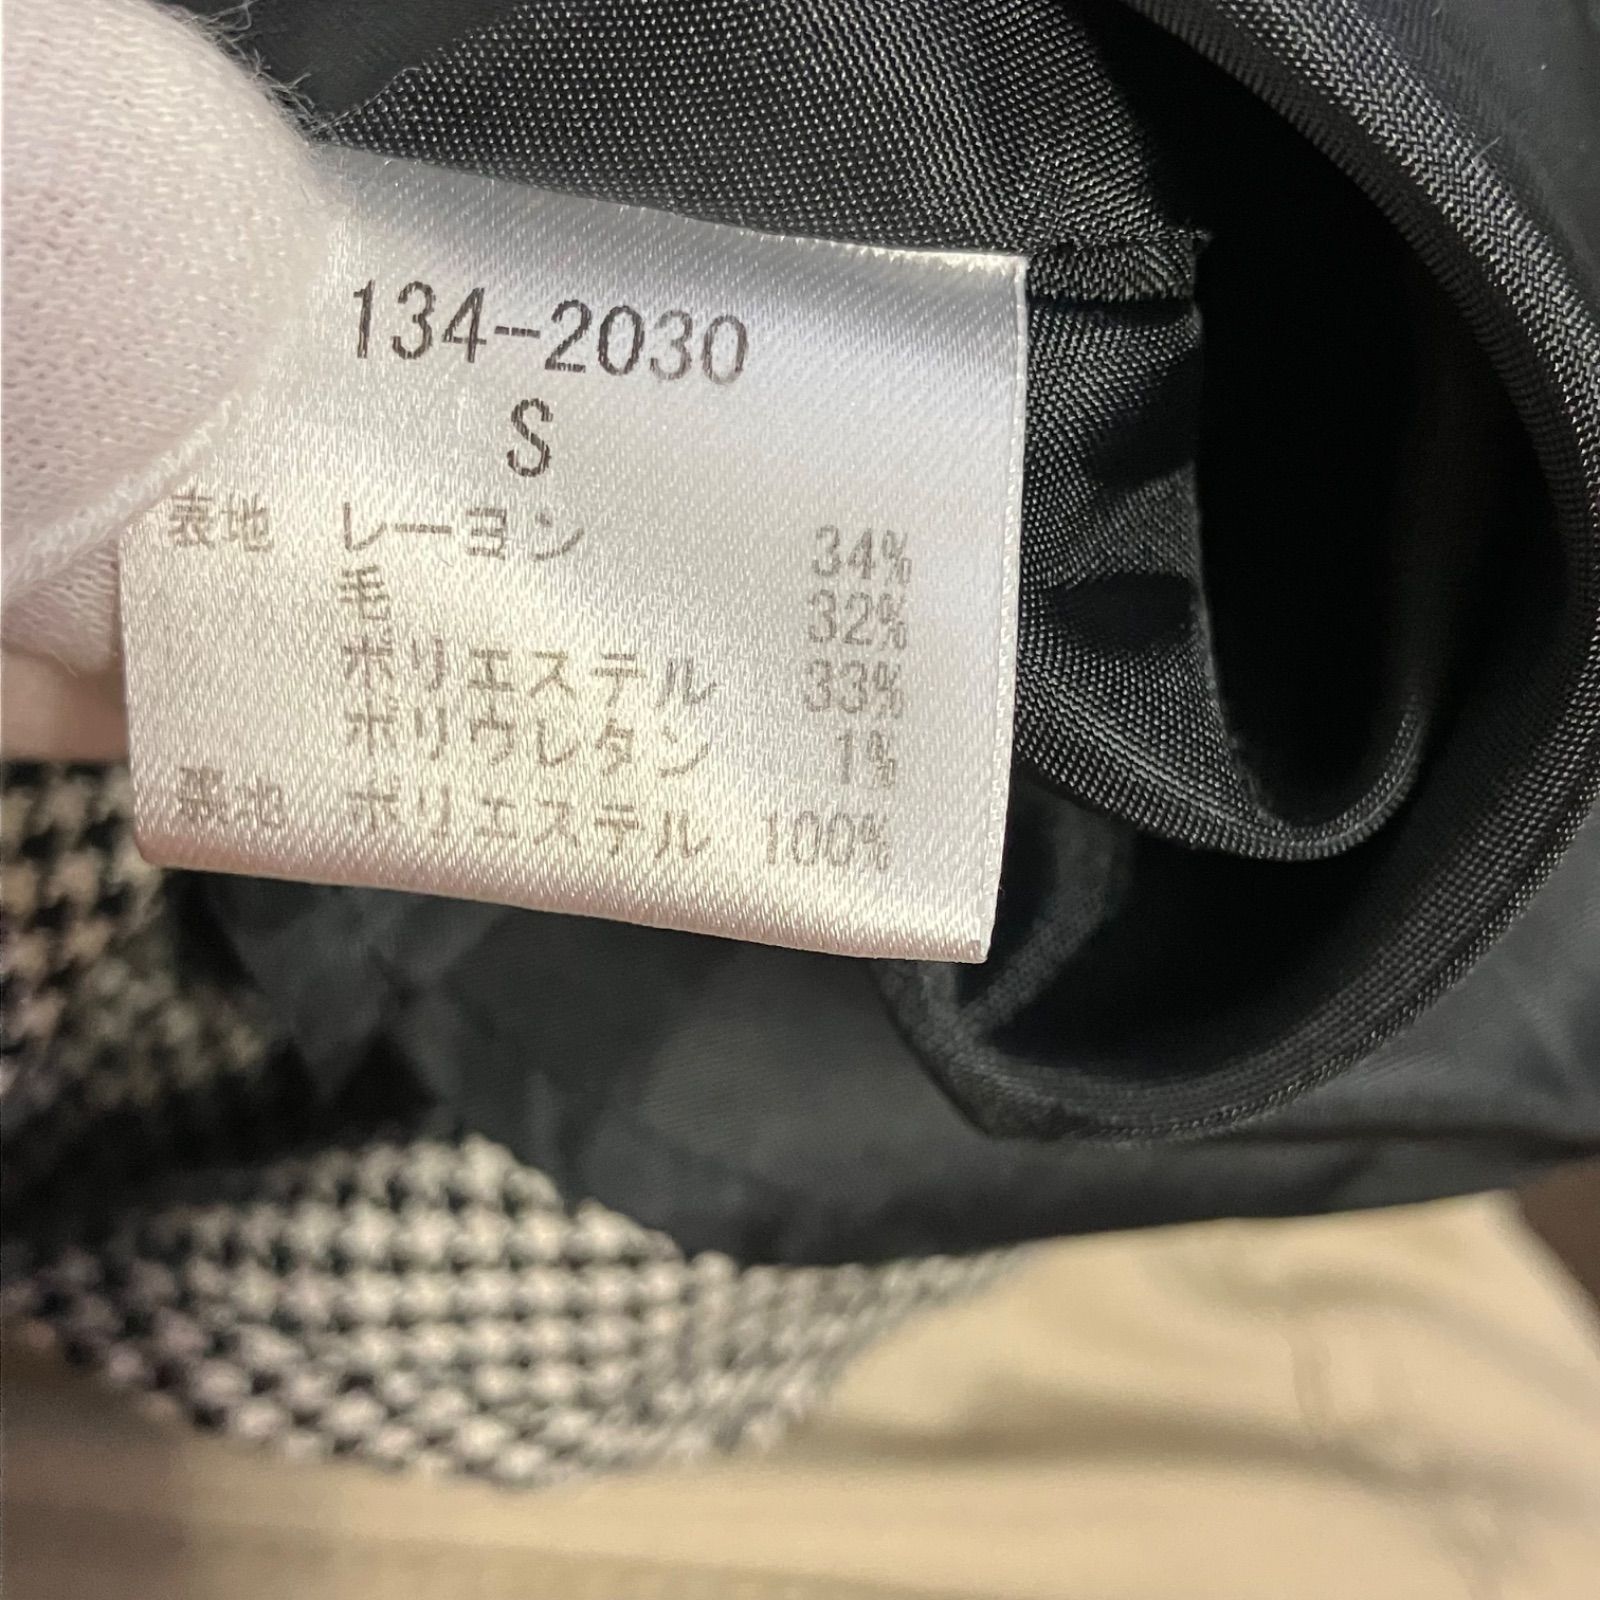 134-2030
S
表地 レーヨン 34%
毛 32%
ポリエステル 33%
ポリウレタン 1%
裏地 ポリエステル 100%